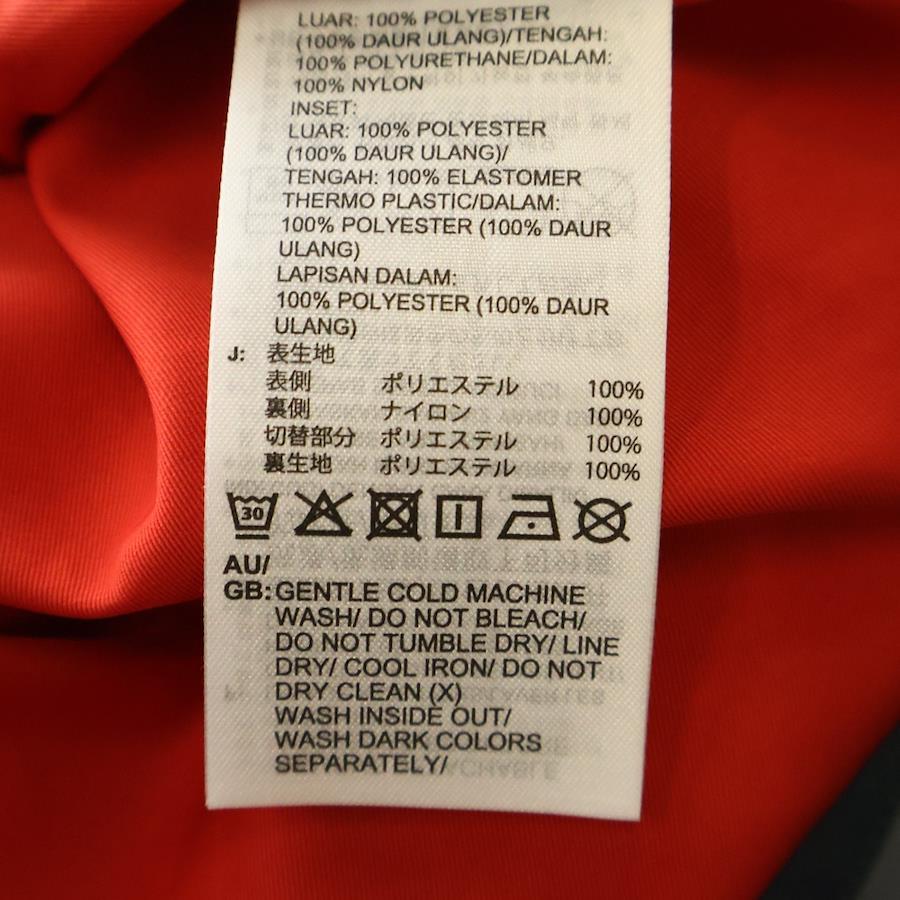 LUAR: 100% POLYESTER
(100% DAUR ULANG)/TENGAH:
100% POLYURETHANE/DALAM:
100% NYLON
INSET:
LUAR: 100% POLYESTER
(100% DAUR ULANG)/
TENGAH: 100% ELASTOMER
THERMO PLASTIC/DALAM:
100% POLYESTER (100% DAUR
ULANG)
LAPISAN DALAM:
100% POLYESTER (100% DAUR
ULANG)
J: 表生地
表側 ポリエステル 100%
裏側 ナイロン 100%
切替部分 ポリエステル 100%
裏生地 ポリエステル 100%
30
AU/
GB: GENTLE COLD MACHINE
WASH/ DO NOT BLEACH/
DO NOT TUMBLE DRY/ LINE
DRY/ COOL IRON/ DO NOT
DRY CLEAN (X)
WASH INSIDE OUT/
WASH DARK COLORS
SEPARATELY/